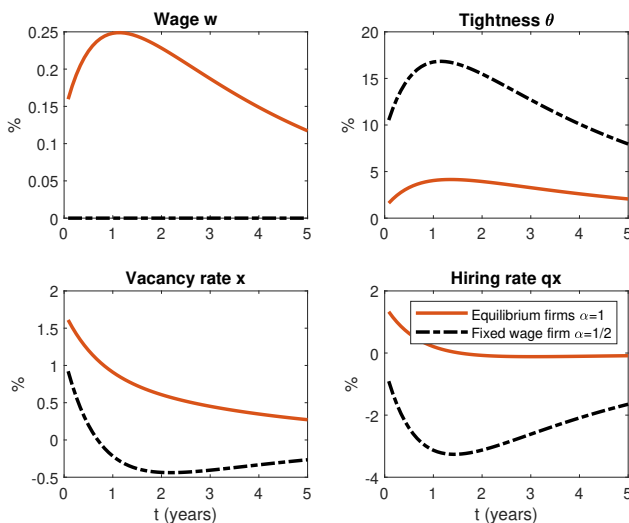 Wage w
0.25
0.2
0.15
0.1
0.05
0
%
0 1 2 3 4 5
Tightness θ
20
15
10
5
0
%
0 1 2 3 4 5
Vacancy rate x
2
1.5
1
0.5
0
-0.5
%
0 1 2 3 4 5
t (years)
Hiring rate qx
2
0
-2
-4
%
Equilibrium firms α=1
Fixed wage firm α=1/2
0 1 2 3 4 5
t (years)